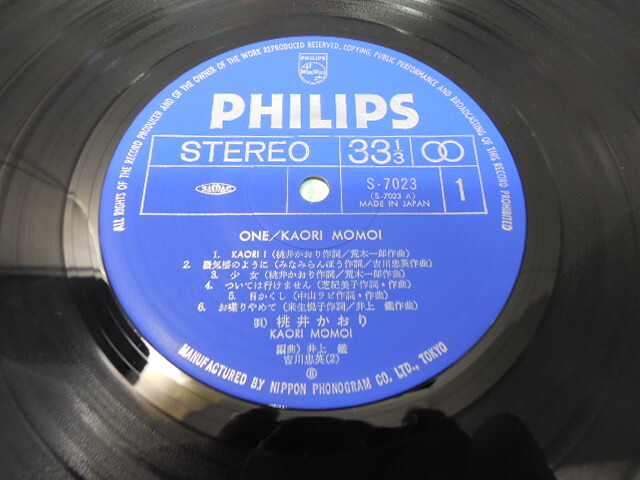 ALL RIGHTS OF THE RECORD PRODUCER AND OF THE OWNER OF THE WORK REPRODUCED RESERVED. COPYING, PUBLIC PERFORMANCE AND BROADCASTING OF THIS RECORD PROHIBITED
PHILIPS
PHILIPS
STEREO 33 1/3
S-7023 1
(S-7023 A)
MADE IN JAPAN
ONE/KAORI MOMOI
1. KAORI I (桃井かおり作詞/荒木一郎作曲)
2. 蜃気楼のように (みなみらんぼう作詞/吉川忠英作曲)
3. 少女 (桃井かおり作詞/荒木一郎作曲)
4. ついては行けません (芝紀美子作詞・作曲)
5. 目かくし (中山ラビ作詞・作曲)
6. お喋りやめて (来生悦子作詞/井上 鑑作曲)
(歌) 桃井かおり
KAORI MOMOI
編曲) 井上 鑑
吉川忠英(2)
MANUFACTURED BY NIPPON PHONOGRAM CO. LTD., TOKYO